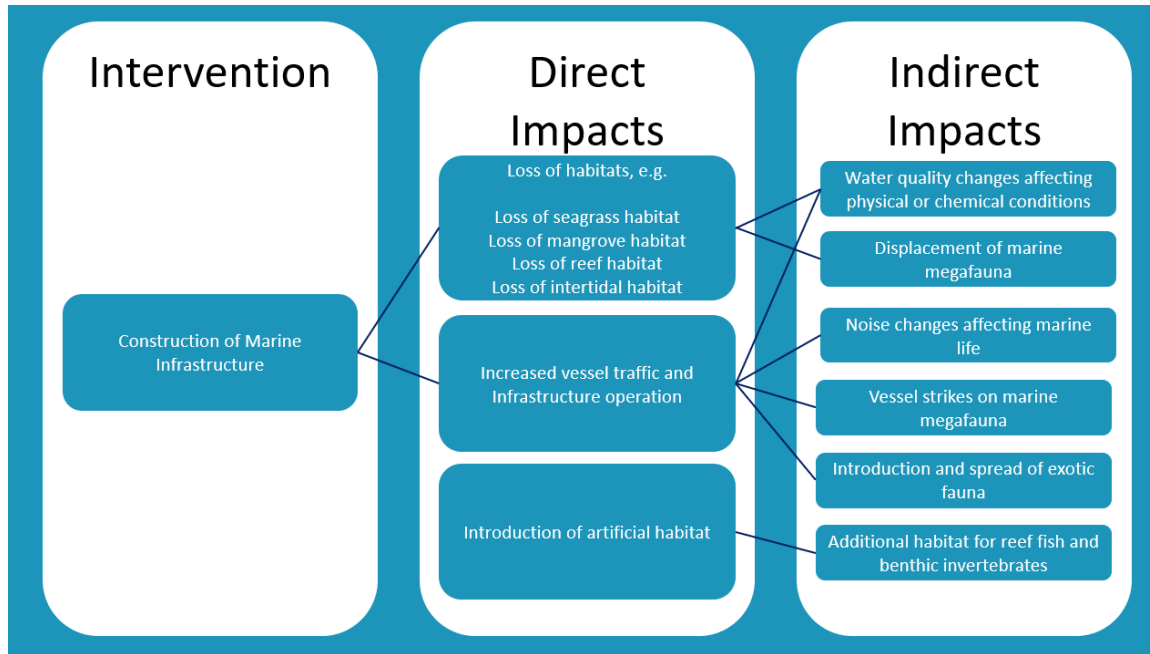 Intervention
Construction of Marine
Infrastructure
Direct
Impacts
Loss of habitats, e.g.
Loss of seagrass habitat
Loss of mangrove habitat
Loss of reef habitat
Loss of intertidal habitat
Increased vessel traffic and
Infrastructure operation
Introduction of artificial habitat
Indirect
Impacts
Water quality changes affecting
physical or chemical conditions
Displacement of marine
megafauna
Noise changes affecting marine
life
Vessel strikes on marine
megafauna
Introduction and spread of exotic
fauna
Additional habitat for reef fish and
benthic invertebrates